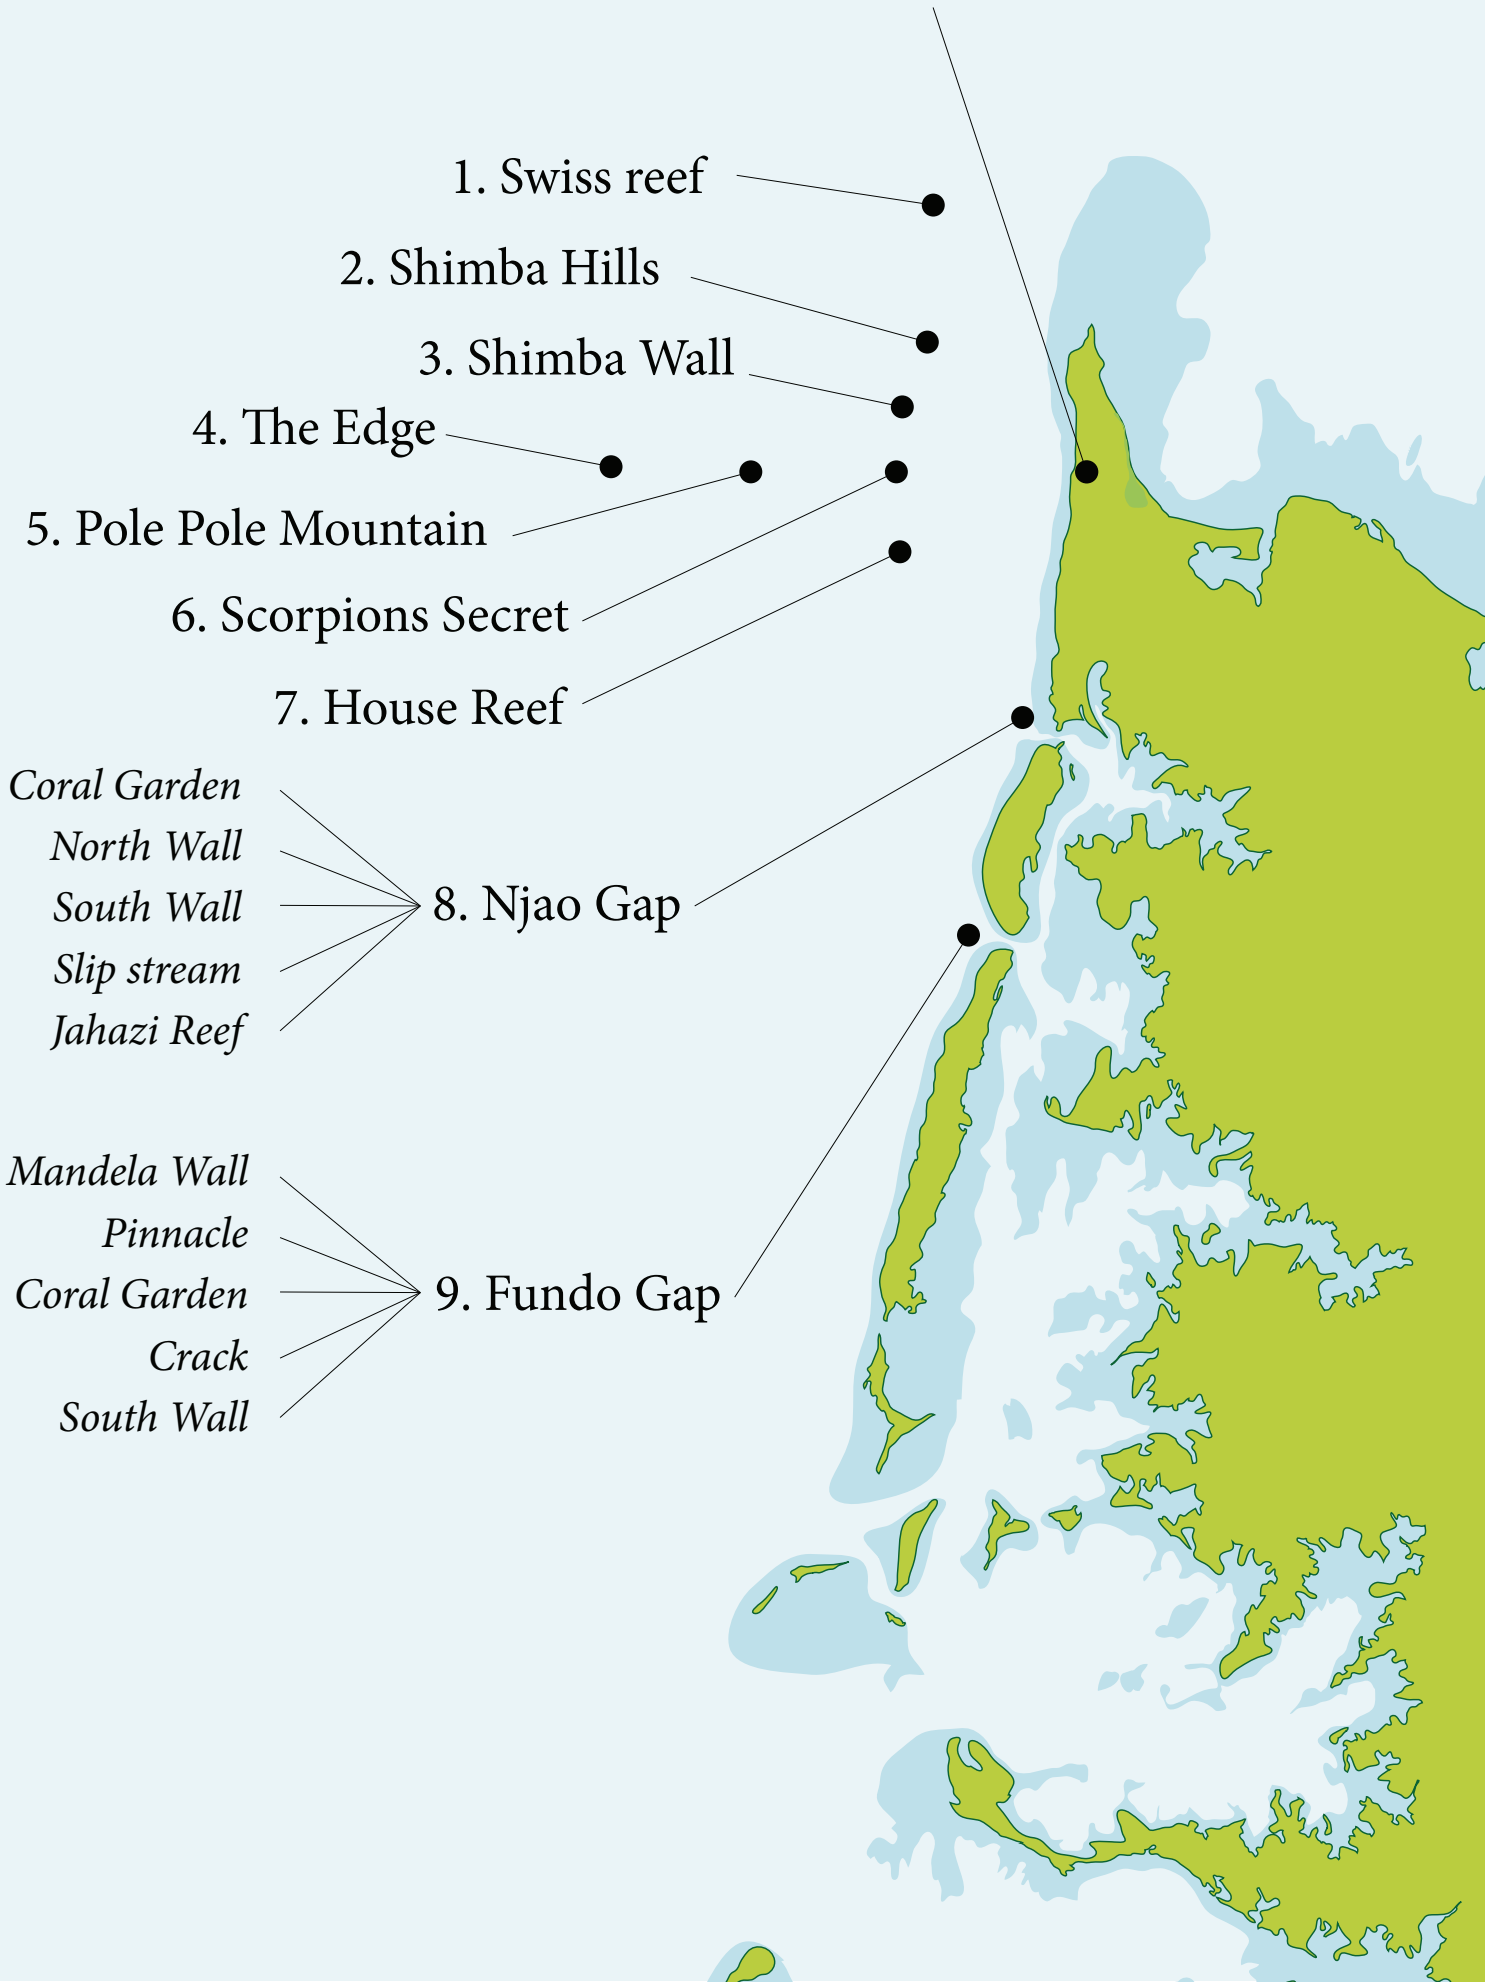 1. Swiss reef
2. Shimba Hills
3. Shimba Wall
4. The Edge
5. Pole Pole Mountain
6. Scorpions Secret
7. House Reef
Coral Garden
North Wall
South Wall
Slip stream
Jahazi Reef
8. Njao Gap
Mandela Wall
Pinnacle
Coral Garden
Crack
South Wall
9. Fundo Gap